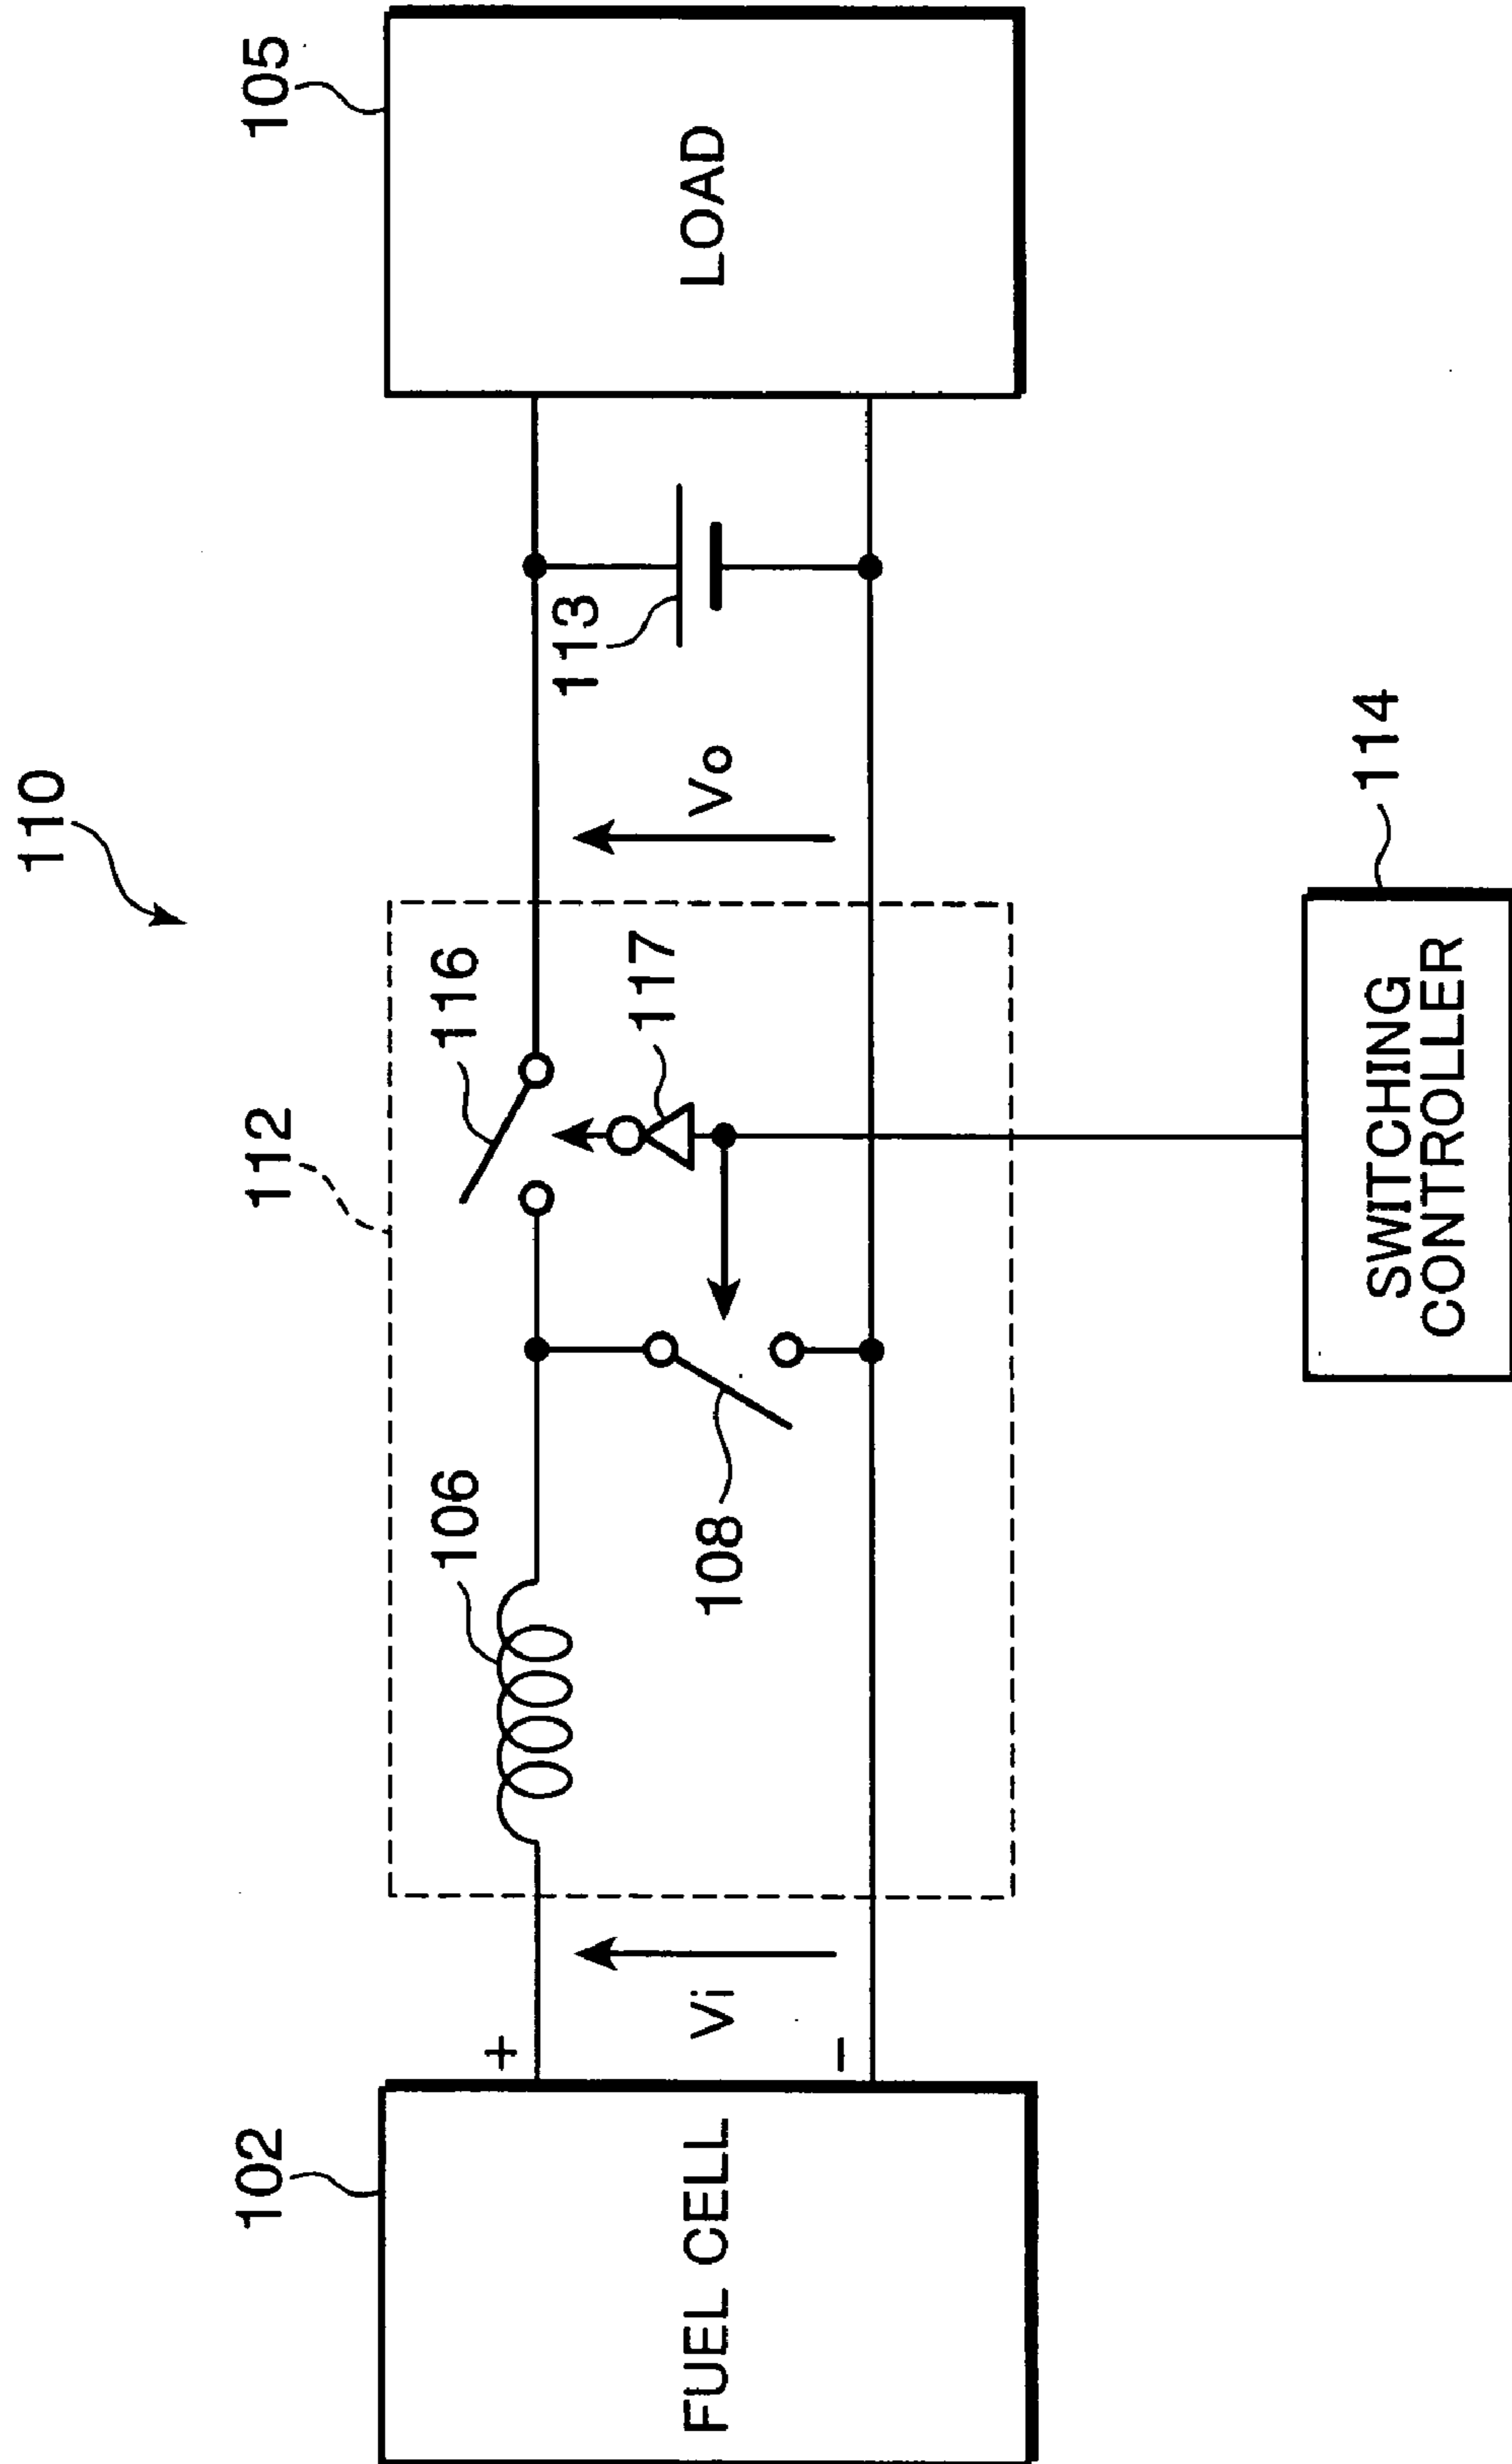 110
102
FUEL CELL
+
Vi
−
112
106
108
116
117
Vo
113
105
LOAD
SWITCHING
CONTROLLER
114